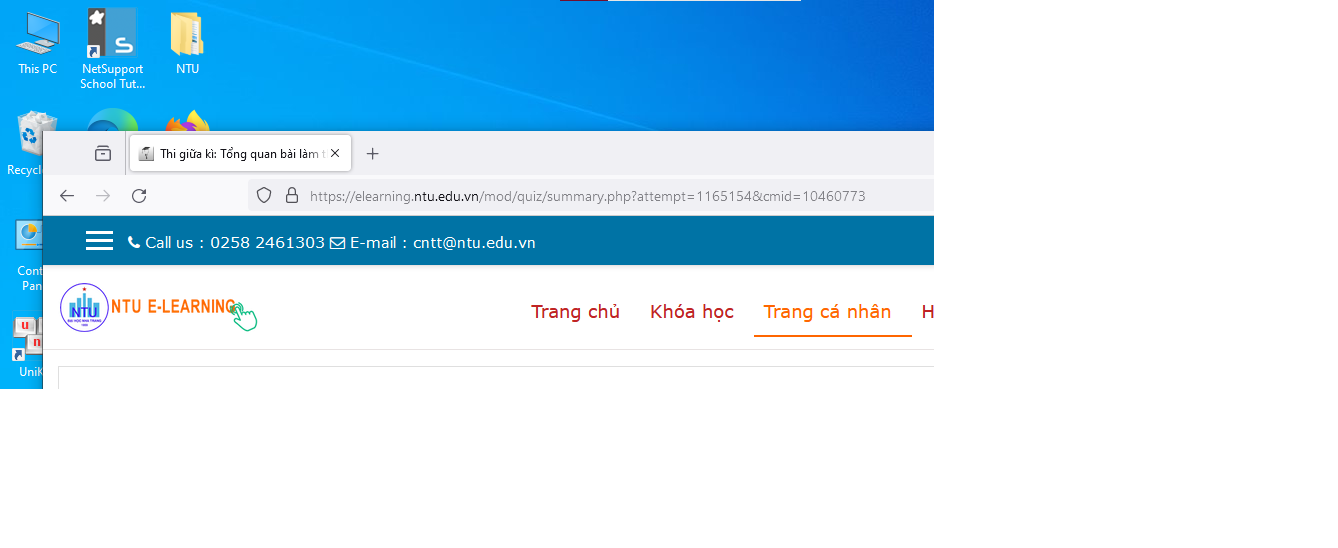 This PC
NetSupport
School Tut...
NTU
Recycle
Thi giữa kì: Tổng quan bài làm t
https://elearning.ntu.edu.vn/mod/quiz/summary.php?attempt=1165154&cmid=10460773
Call us : 0258 2461303 E-mail : cntt@ntu.edu.vn
Cont
Pan
NTU
NTU E-LEARNING
Trang chủ Khóa học Trang cá nhân H
u
n
UniK